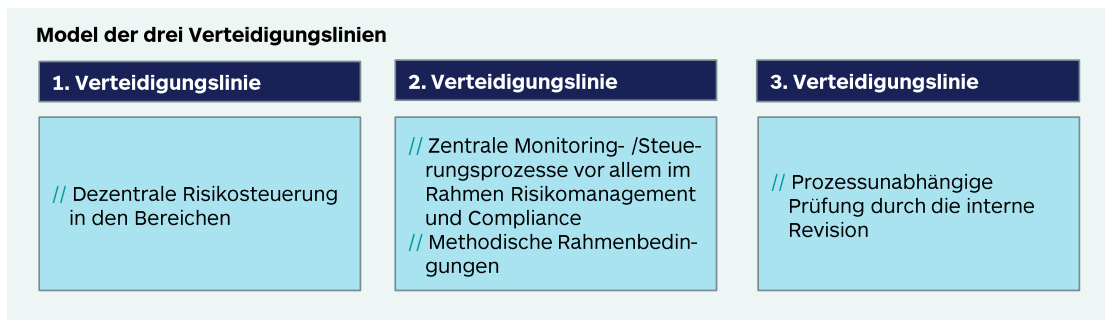 Model der drei Verteidigungslinien
1. Verteidigungslinie
// Dezentrale Risikosteuerung
in den Bereichen
2. Verteidigungslinie
// Zentrale Monitoring- /Steue-
rungsprozesse vor allem im
Rahmen Risikomanagement
und Compliance
// Methodische Rahmenbedin-
gungen
3. Verteidigungslinie
// Prozessunabhängige
Prüfung durch die interne
Revision